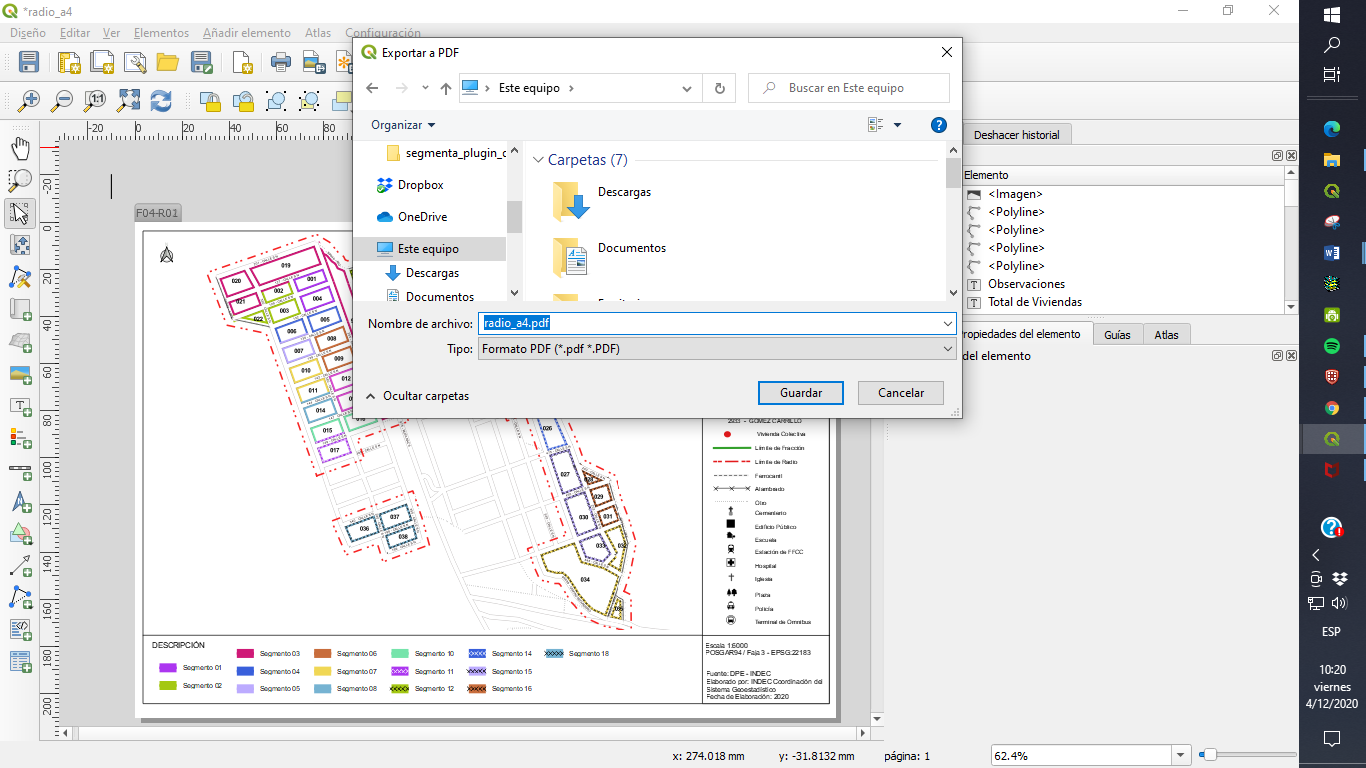 *radio_a4
Diseño Editar Ver Elementos Añadir elemento Atlas Configuración
Exportar a PDF
Este equipo
Buscar en Este equipo
Organizar
segmenta_plugin_c
Dropbox
OneDrive
Este equipo
Descargas
Documentos
Carpetas (7)
Descargas
Documentos
Nombre de archivo: radio_a4.pdf
Tipo: Formato PDF (*.pdf *.PDF)
Ocultar carpetas
Guardar
Cancelar
Deshacer historial
Elemento
<Imagen>
<Polyline>
<Polyline>
<Polyline>
<Polyline>
Observaciones
Total de Viviendas
ropiedades del elemento Guías Atlas
del elemento
-20 0 20 40 60 80
-20
0
20
40
60
80
100
120
140
160
180
200
F04-R01
020
019
001
021
002
004
022
003
006
005
008
007
009
010
012
011
014
015
017
036
037
038
026
027
029
030
031
032
033
034
2933 - GOMEZ CARRILLO
Vivienda Colectiva
Límite de Fracción
Límite de Radio
Ferrocarril
Alambrado
Otro
Cementerio
Edificio Público
Escuela
Estación de FFCC
Hospital
Iglesia
Plaza
Policía
Terminal de Omnibus
DESCRIPCIÓN
Segmento 01
Segmento 02
Segmento 03
Segmento 04
Segmento 05
Segmento 06
Segmento 07
Segmento 08
Segmento 10
Segmento 11
Segmento 12
Segmento 14
Segmento 15
Segmento 16
Segmento 18
Escala 1:6000
POSGAR94 / Faja 3 - EPSG:22183
Fuente: DPE - INDEC
Elaborado por: INDEC Coordinación del
Sistema Geoestadístico
Fecha de Elaboración: 2020
x: 274.018 mm y: -31.8132 mm página: 1 62.4%
ESP
10:20
viernes
4/12/2020